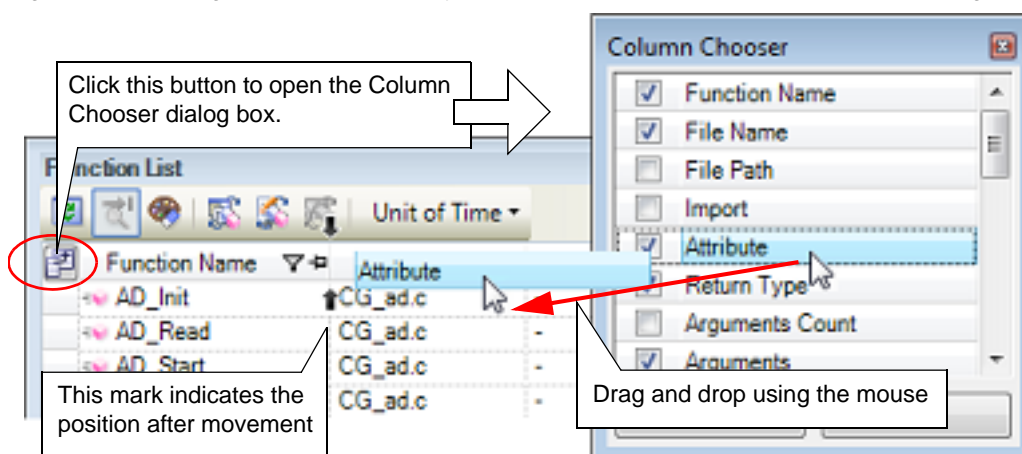 Click this button to open the Column
Chooser dialog box.
Column Chooser
Function Name
File Name
File Path
Import
Attribute
Return Type
Arguments Count
Arguments
Function List
Unit of Time
Function Name
Attribute
AD_Init
CG_ad.c
AD_Read
CG_ad.c
-
AD_Start
CG_ad.c
-
CG_ad.c
-
This mark indicates the
position after movement
Drag and drop using the mouse